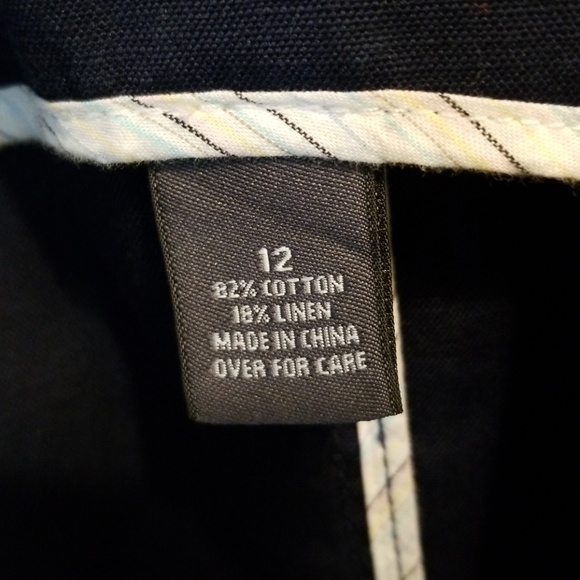 12
82% COTTON
18% LINEN
MADE IN CHINA
OVER FOR CARE